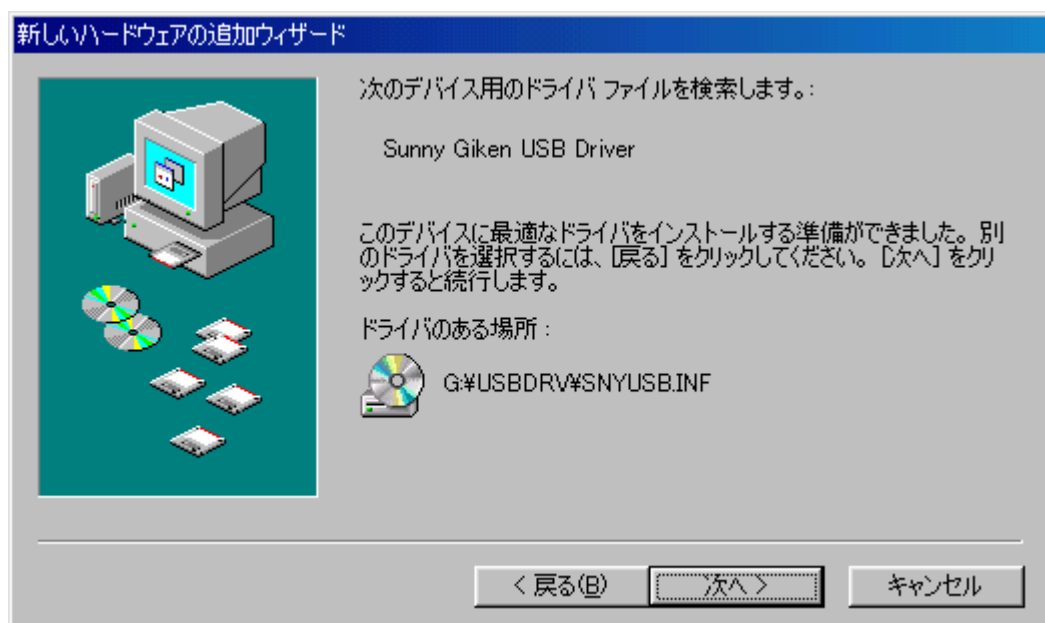 新しいハードウェアの追加ウィザード
次のデバイス用のドライバ ファイルを検索します。:
Sunny Giken USB Driver
このデバイスに最適なドライバをインストールする準備ができました。別
のドライバを選択するには、[戻る] をクリックしてください。[次へ] をクリ
ックすると続行します。
ドライバのある場所 :
G:¥USBDRV¥SNYUSB.INF
< 戻る(B)
次へ >
キャンセル